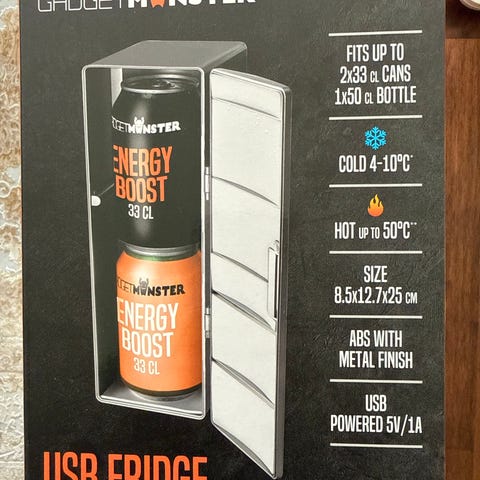 GADGETMONSTER
GADGETMONSTER
ENERGY
BOOST
33 CL
GADGETMONSTER
ENERGY
BOOST
33 CL
FITS UP TO
2x33 CL CANS
1x50 CL BOTTLE
COLD 4-10°C*
HOT UP TO 50°C**
SIZE
8.5x12.7x25 CM
ABS WITH
METAL FINISH
USB
POWERED 5V/1A
USB FRIDGE